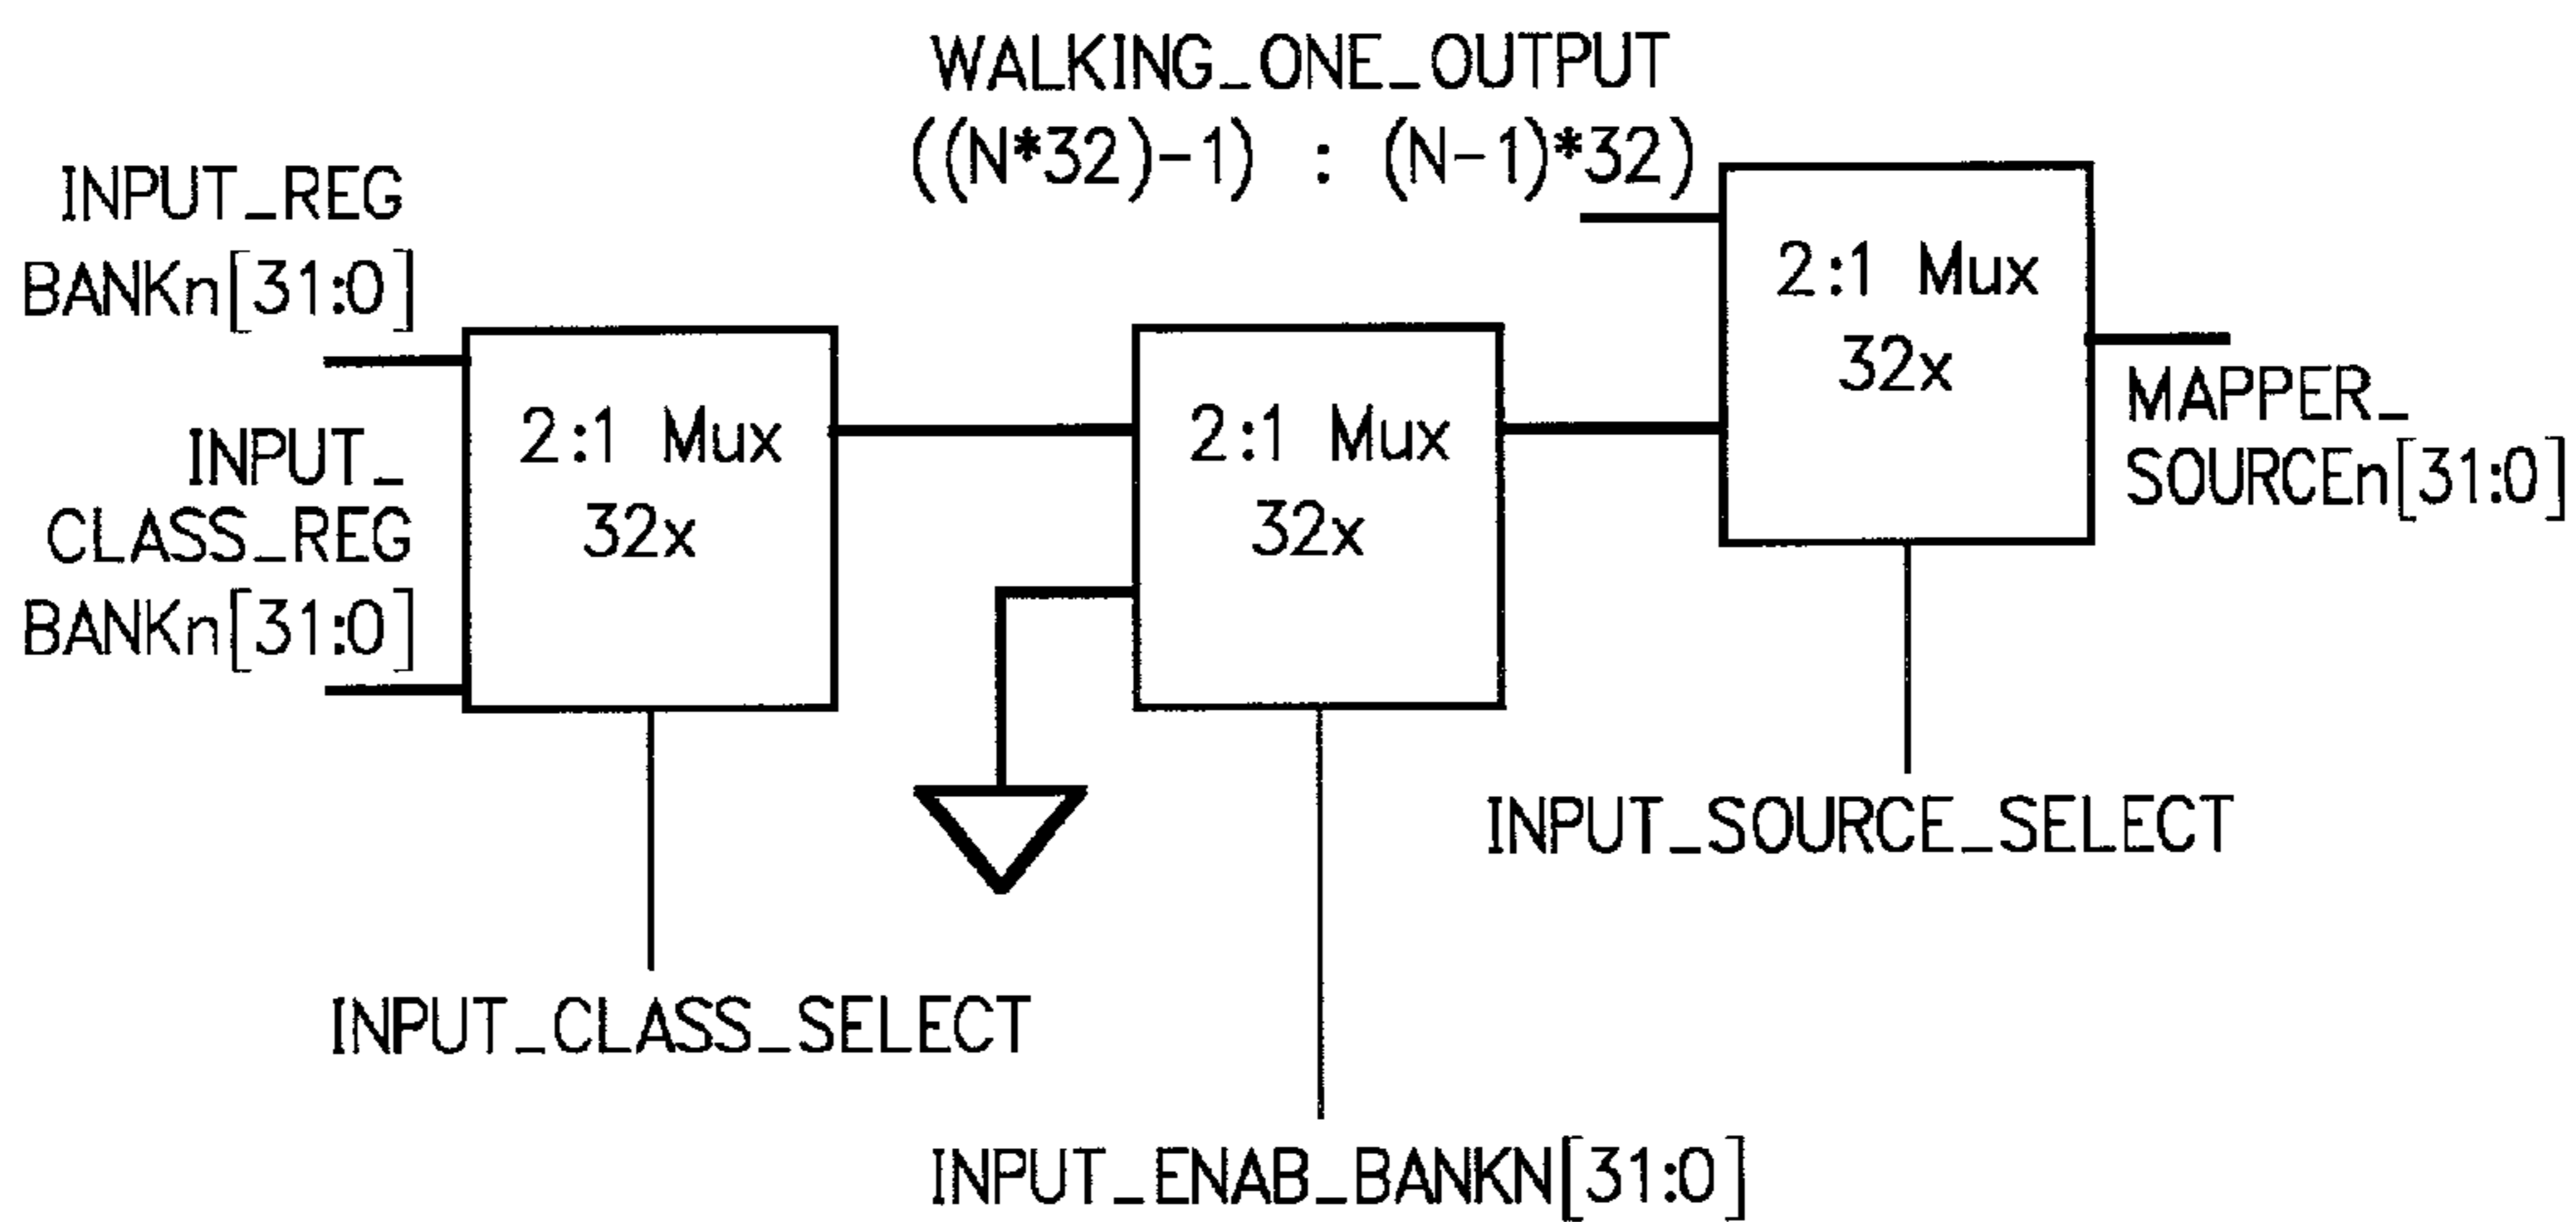 WALKING_ONE_OUTPUT
((N*32)-1) : (N-1)*32)
INPUT_REG
BANKn[31:0]
INPUT_
CLASS_REG
BANKn[31:0]
2:1 Mux
32x
2:1 Mux
32x
2:1 Mux
32x
MAPPER_
SOURCEn[31:0]
INPUT_SOURCE_SELECT
INPUT_CLASS_SELECT
INPUT_ENAB_BANKN[31:0]